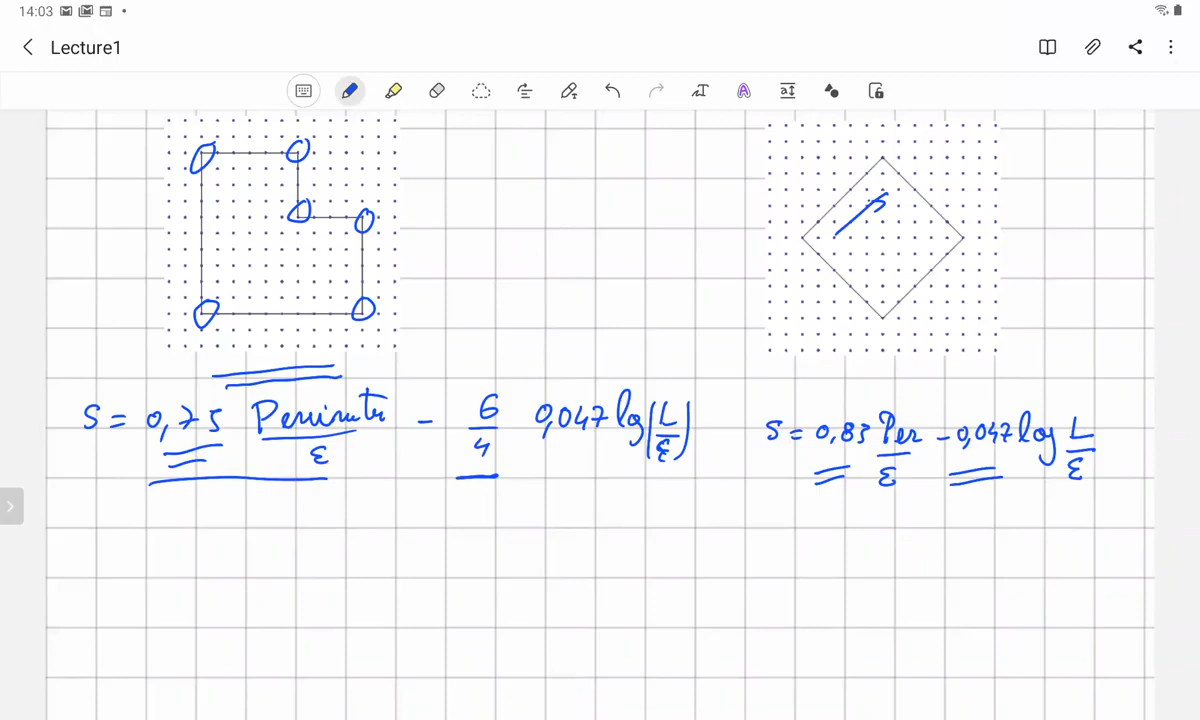 14:03
Lecture1
S = 0,75 Perimeter/ε − 6/4 0,047 log(L/ε)
S = 0,83 Per/ε − 0,047 log L/ε